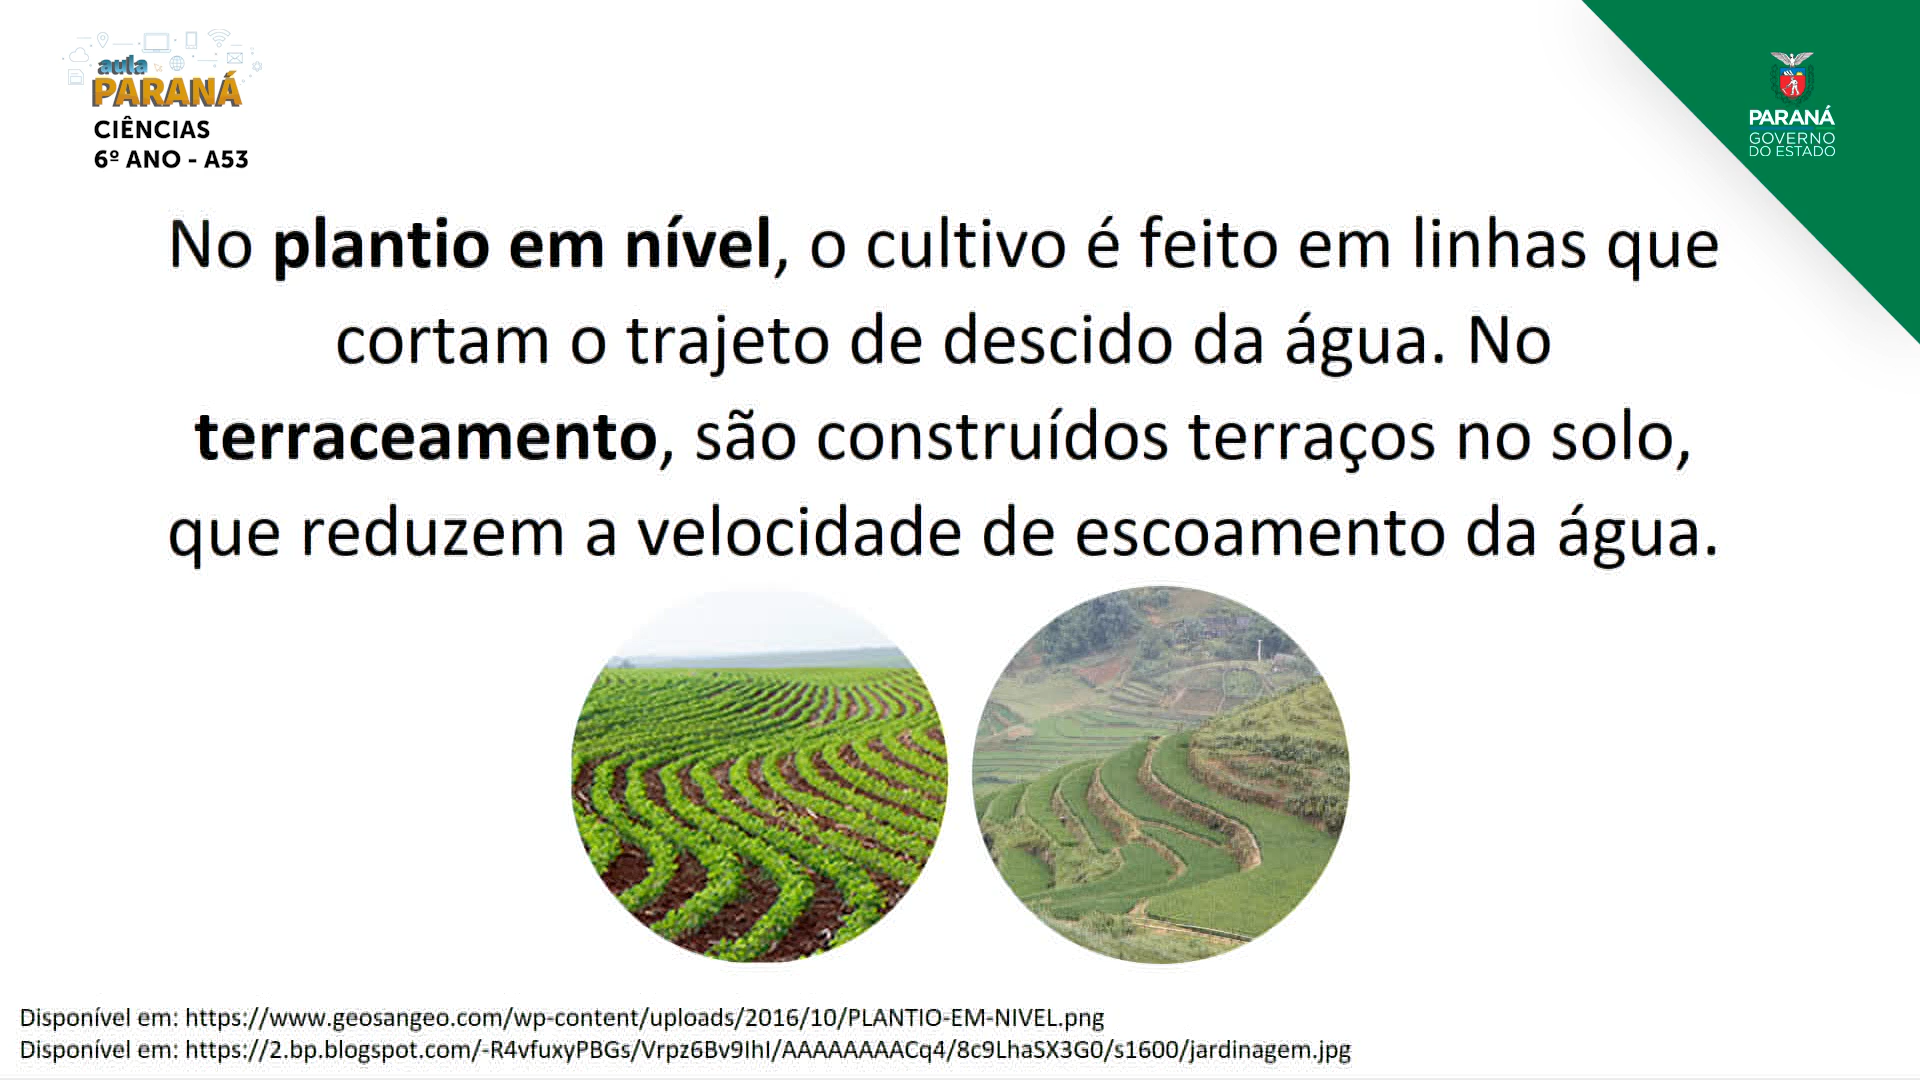 aula
PARANÁ
CIÊNCIAS
6º ANO - A53
PARANÁ
GOVERNO
DO ESTADO
No plantio em nível, o cultivo é feito em linhas que
cortam o trajeto de descido da água. No
terraceamento, são construídos terraços no solo,
que reduzem a velocidade de escoamento da água.
Disponível em: https://www.geosangeo.com/wp-content/uploads/2016/10/PLANTIO-EM-NIVEL.png
Disponível em: https://2.bp.blogspot.com/-R4vfuxyPBGs/Vrpz6Bv9IhI/AAAAAAAACq4/8c9LhaSX3G0/s1600/jardinagem.jpg